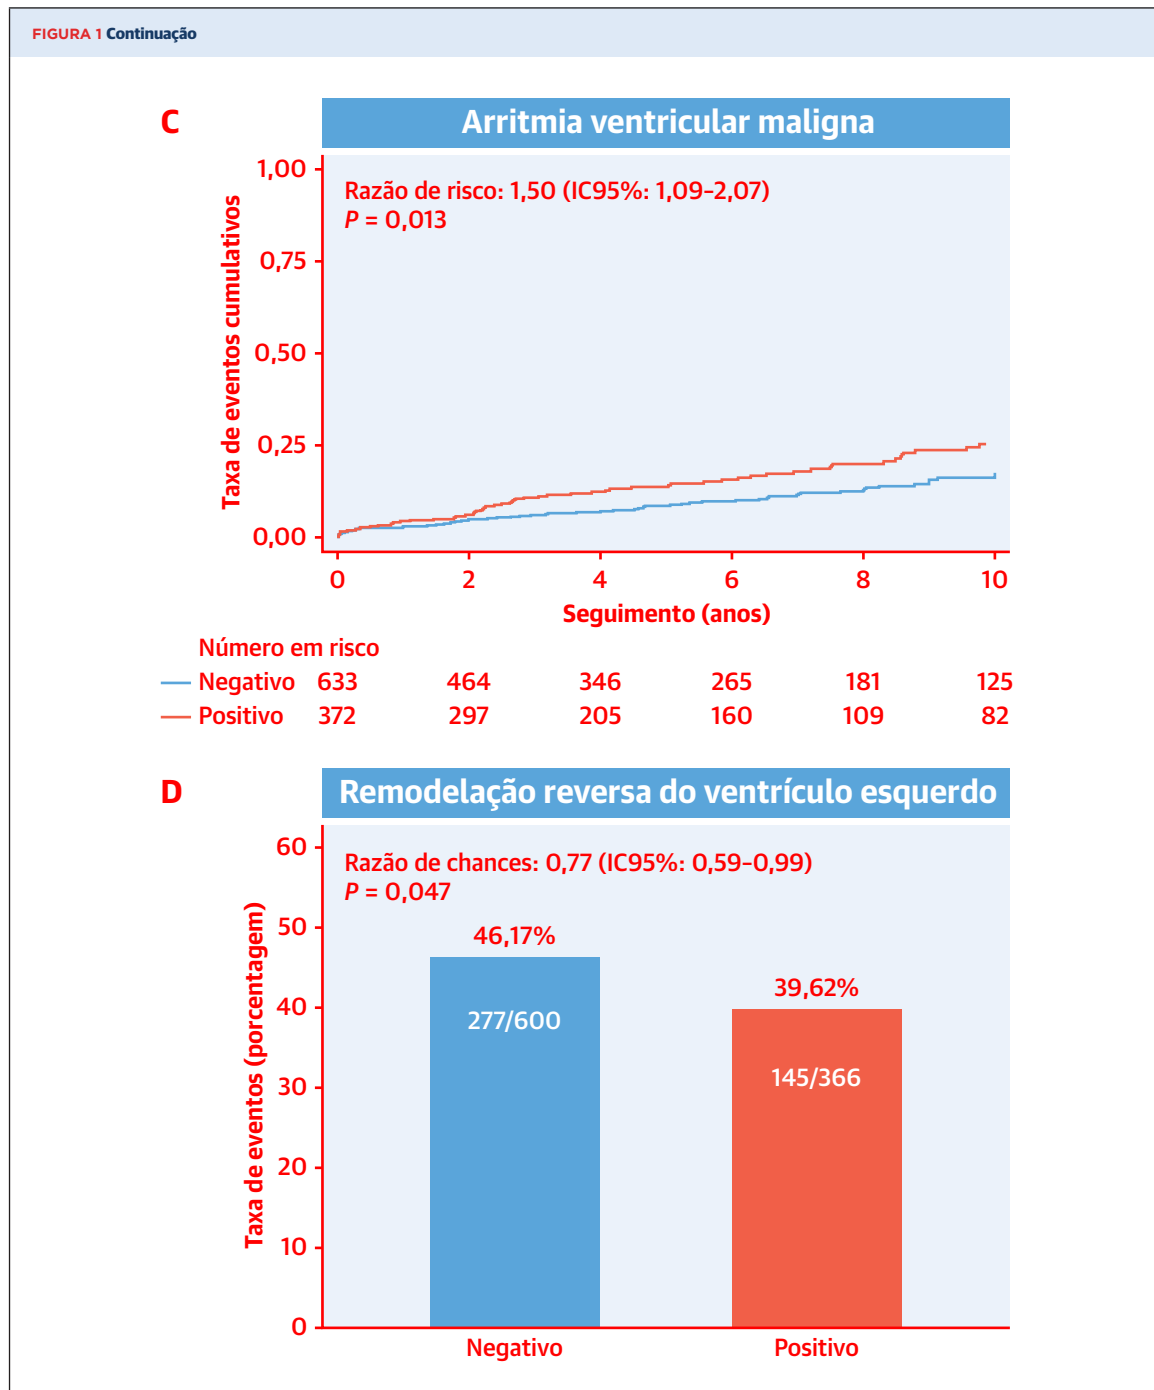 FIGURA 1 Continuação
C
Arritmia ventricular maligna
Razão de risco: 1,50 (IC95%: 1,09–2,07)
P = 0,013
Taxa de eventos cumulativos
1,00
0,75
0,50
0,25
0,00
0 2 4 6 8 10
Seguimento (anos)
Número em risco
Negativo 633 464 346 265 181 125
Positivo 372 297 205 160 109 82
D
Remodelação reversa do ventrículo esquerdo
Razão de chances: 0,77 (IC95%: 0,59–0,99)
P = 0,047
Taxa de eventos (porcentagem)
60
50
40
30
20
10
0
46,17%
277/600
39,62%
145/366
Negativo Positivo